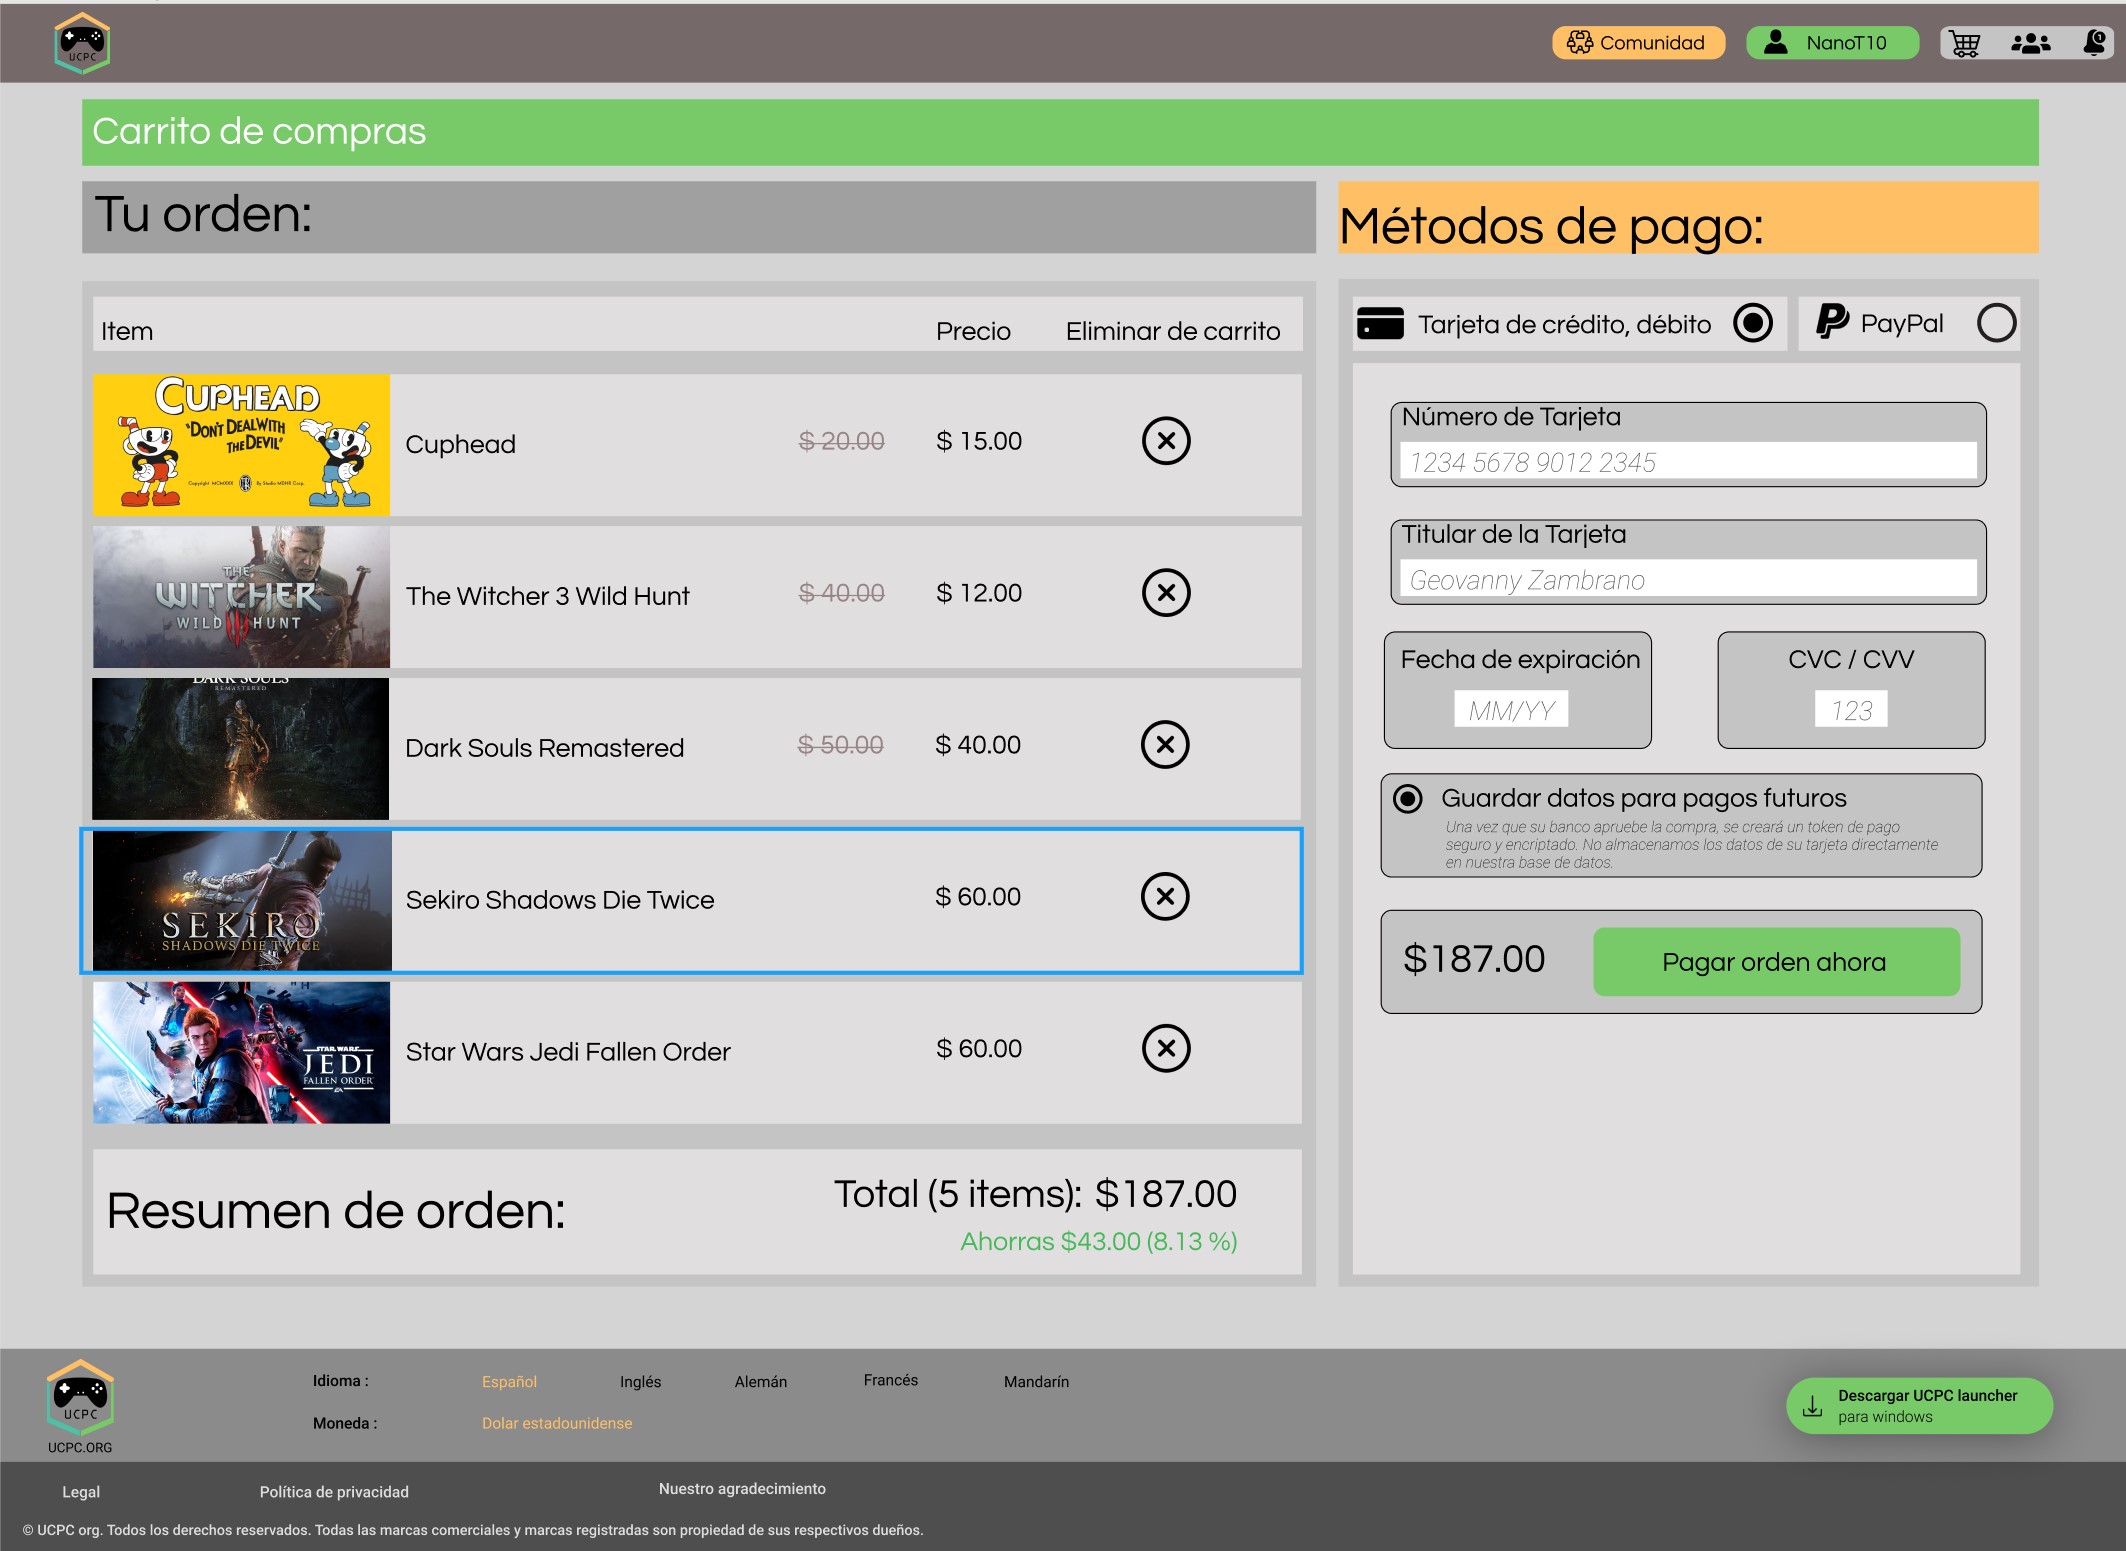 UCPC
Comunidad
NanoT10
1
Carrito de compras
Tu orden:
Métodos de pago:
Item
Precio
Eliminar de carrito
CUPHEAD
"DON'T DEAL WITH
THE DEVIL"
Copyright MCMXXX
By Studio MDHR Corp.
Cuphead
$ 20.00
$ 15.00
THE
WITCHER
WILD HUNT
The Witcher 3 Wild Hunt
$ 40.00
$ 12.00
DARK SOULS
REMASTERED
Dark Souls Remastered
$ 50.00
$ 40.00
SEKIRO
SHADOWS DIE TWICE
Sekiro Shadows Die Twice
$ 60.00
STAR WARS
JEDI
FALLEN ORDER
EA
Star Wars Jedi Fallen Order
$ 60.00
Resumen de orden:
Total (5 items): $187.00
Ahorras $43.00 (8.13 %)
Tarjeta de crédito, débito
PayPal
Número de Tarjeta
1234 5678 9012 2345
Titular de la Tarjeta
Geovanny Zambrano
Fecha de expiración
MM/YY
CVC / CVV
123
Guardar datos para pagos futuros
Una vez que su banco apruebe la compra, se creará un token de pago
seguro y encriptado. No almacenamos los datos de su tarjeta directamente
en nuestra base de datos.
$187.00
Pagar orden ahora
UCPC
UCPC.ORG
Idioma :
Español
Inglés
Alemán
Francés
Mandarín
Moneda :
Dolar estadounidense
Descargar UCPC launcher
para windows
Legal
Política de privacidad
Nuestro agradecimiento
© UCPC org. Todos los derechos reservados. Todas las marcas comerciales y marcas registradas son propiedad de sus respectivos dueños.